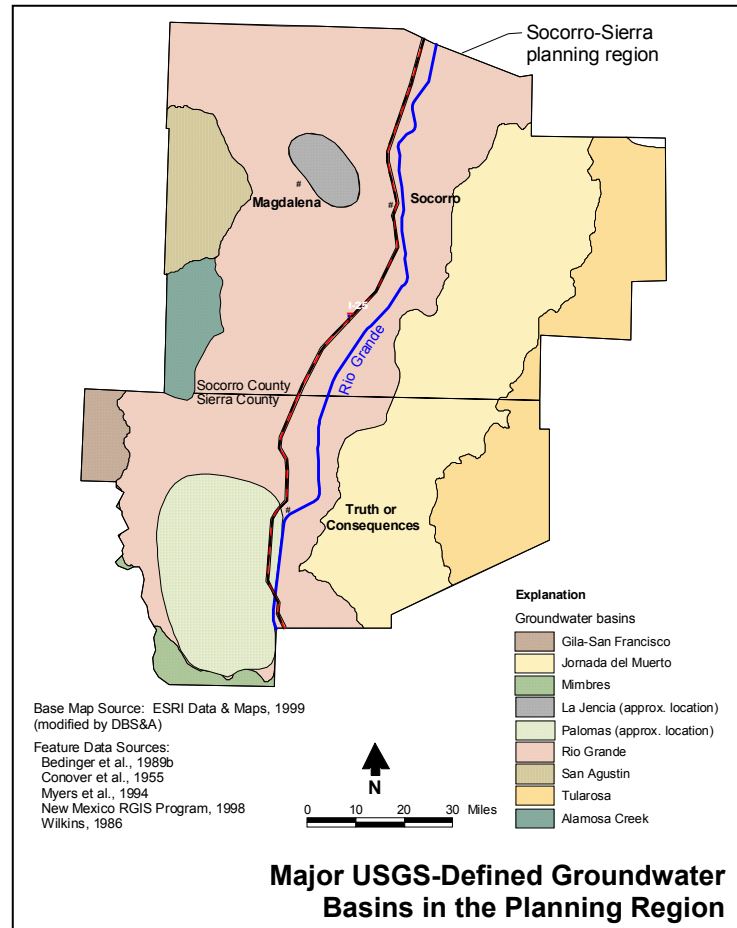 Socorro-Sierra
planning region
Magdalena
#
#
Socorro
I-25
Rio Grande
Socorro County
Sierra County
#
Truth or
Consequences
Explanation
Groundwater basins
Gila-San Francisco
Jornada del Muerto
Mimbres
La Jencia (approx. location)
Palomas (approx. location)
Rio Grande
San Agustin
Tularosa
Alamosa Creek
Base Map Source: ESRI Data & Maps, 1999
(modified by DBS&A)
Feature Data Sources:
Bedinger et al., 1989b
Conover et al., 1955
Myers et al., 1994
New Mexico RGIS Program, 1998
Wilkins, 1986
N
0 10 20 30 Miles
Major USGS-Defined Groundwater
Basins in the Planning Region